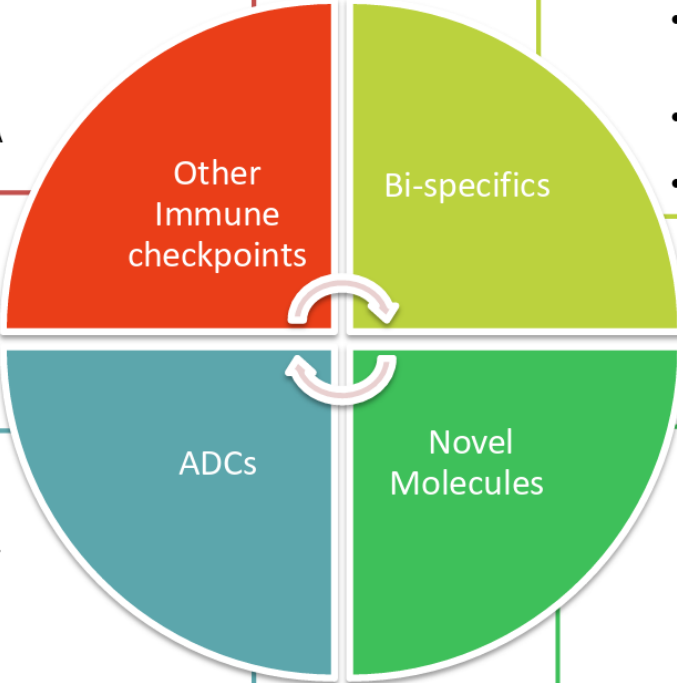 Other
Immune
checkpoints
Bi-specifics
ADCs
Novel
Molecules